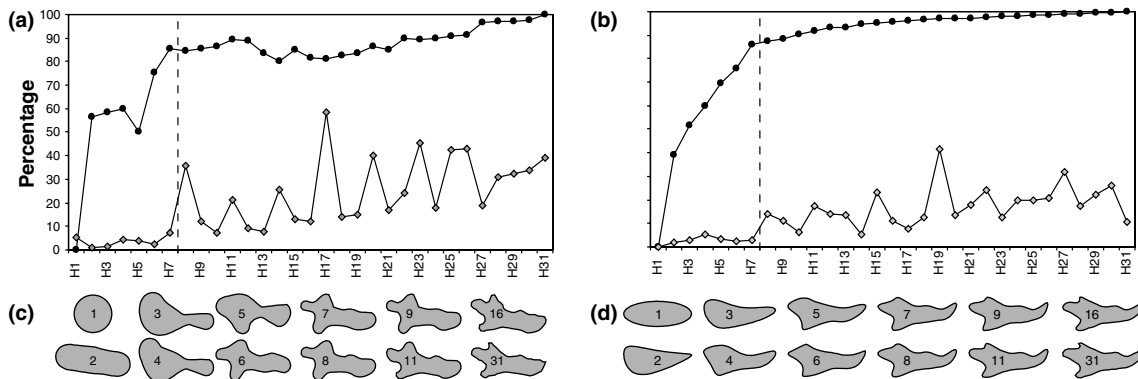 (a)
(b)
Percentage
100
90
80
70
60
50
40
30
20
10
0
H1 H3 H5 H7 H9 H11 H13 H15 H17 H19 H21 H23 H25 H27 H29 H31
H1 H3 H5 H7 H9 H11 H13 H15 H17 H19 H21 H23 H25 H27 H29 H31
(c) 1 3 5 7 9 16
2 4 6 8 11 31
(d) 1 3 5 7 9 16
2 4 6 8 11 31